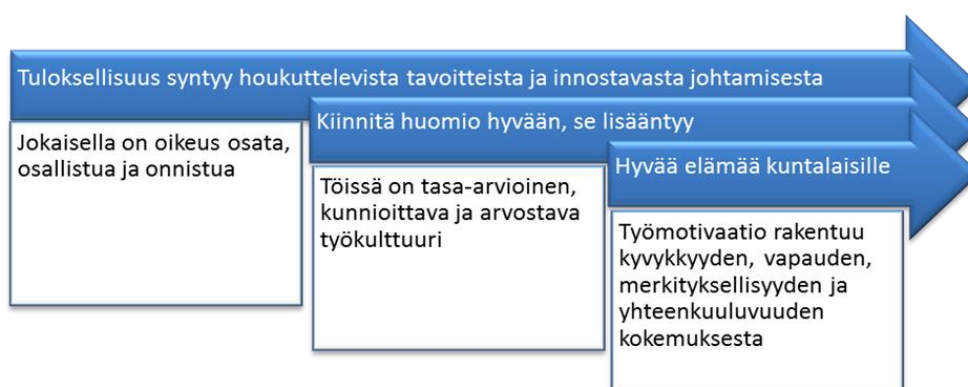 Tuloksellisuus syntyy houkuttelevista tavoitteista ja innostavasta johtamisesta
Jokaisella on oikeus osata,
osallistua ja onnistua
Kiinnitä huomio hyvään, se lisääntyy
Töissä on tasa-arvioinen,
kunnioittava ja arvostava
työkulttuuri
Hyvää elämää kuntalaisille
Työmotivaatio rakentuu
kyvykkyyden, vapauden,
merkityksellisyyden ja
yhteenkuuluvuuden
kokemuksesta